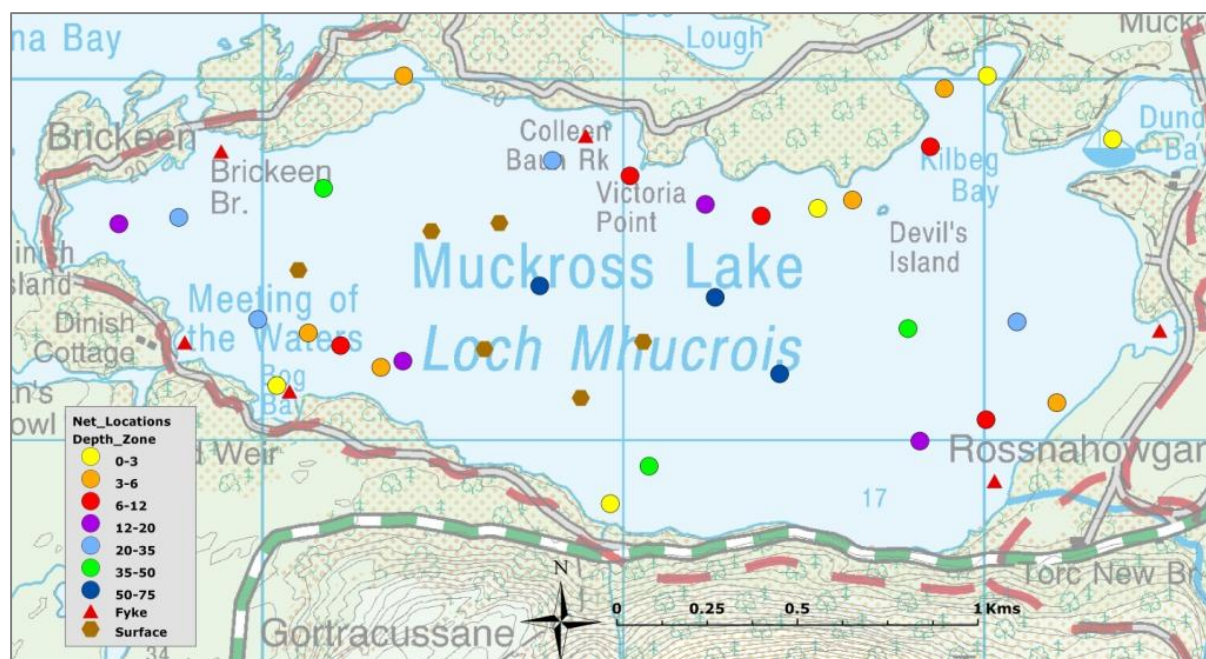 na Bay
Lough
Muckro
Brickeen
Brickeen
Br.
20
Colleen
Baun Rk
Victoria
Point
Kilbeg
Bay
Dund
Bay
Devil's
Island
Muckross Lake
Loch Mhucrois
inish
sland
Meeting of
the Waters
Dinish
Cottage
Bog
Bay
n's
owl
d Weir
17
Rossnahowgar
Torc New Br
Gortracussane
34
Net_Locations
Depth_Zone
0-3
3-6
6-12
12-20
20-35
35-50
50-75
Fyke
Surface
N
0 0.25 0.5 1 Kms